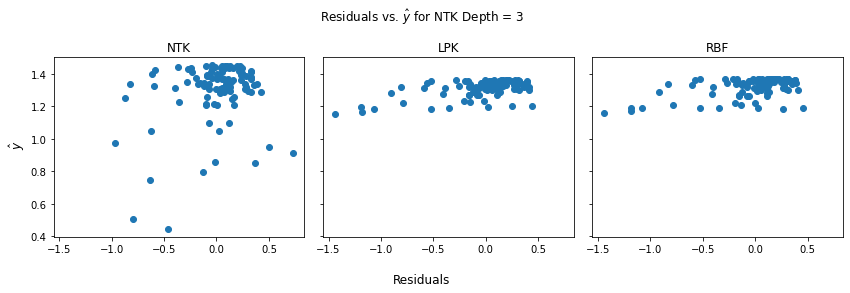 Residuals vs. ŷ for NTK Depth = 3
NTK LPK RBF
1.4
1.2
1.0
0.8
0.6
0.4
ŷ
−1.5 −1.0 −0.5 0.0 0.5 −1.5 −1.0 −0.5 0.0 0.5 −1.5 −1.0 −0.5 0.0 0.5
Residuals